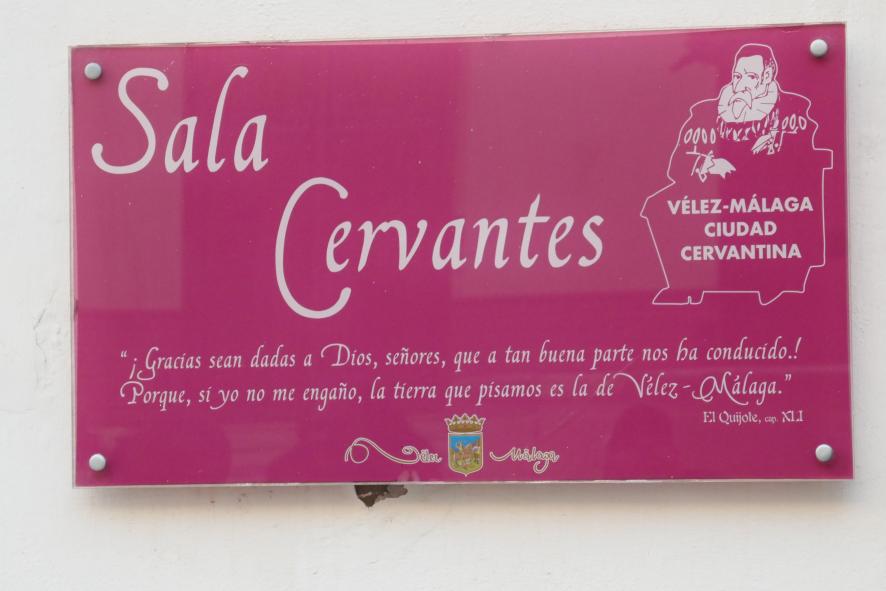 Sala
Cervantes
VÉLEZ-MÁLAGA
CIUDAD
CERVANTINA
“¡Gracias sean dadas a Dios, señores, que a tan buena parte nos ha conducido.!
Porque, si yo no me engaño, la tierra que pisamos es la de Vélez-Málaga.”
El Quijote, cap. XLI
Vélez Málaga